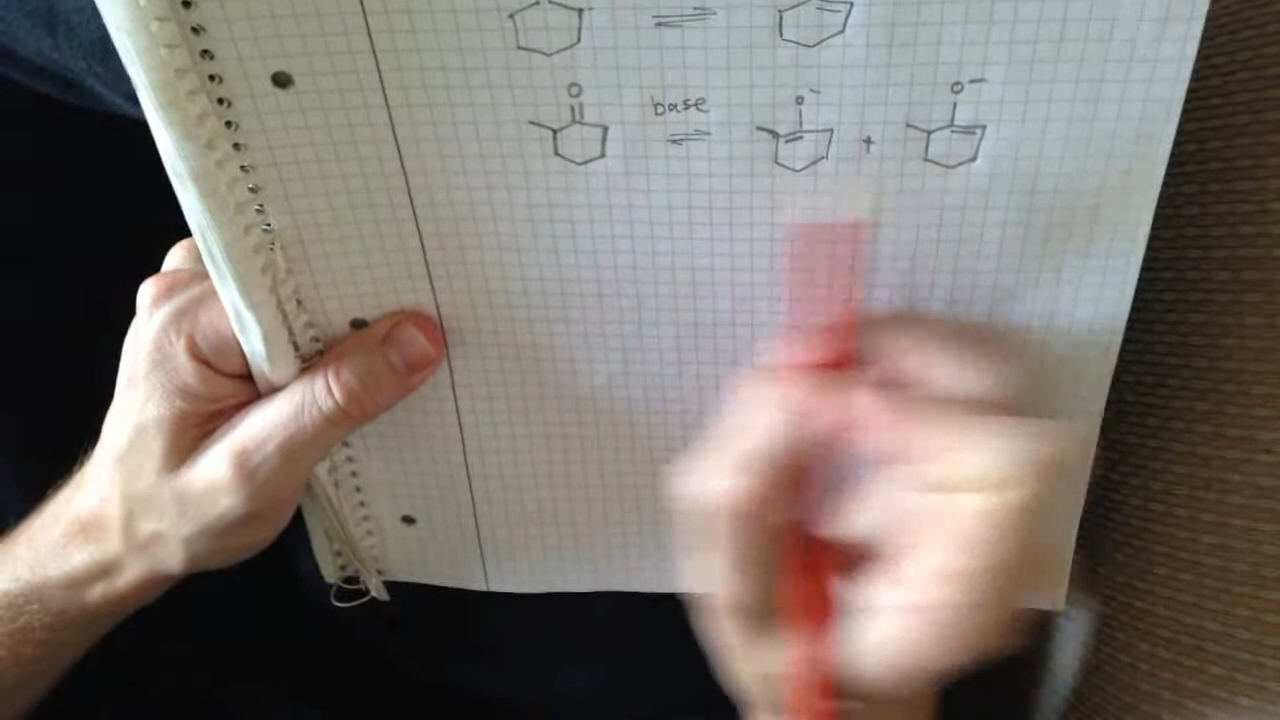 O base O⁻ + O⁻